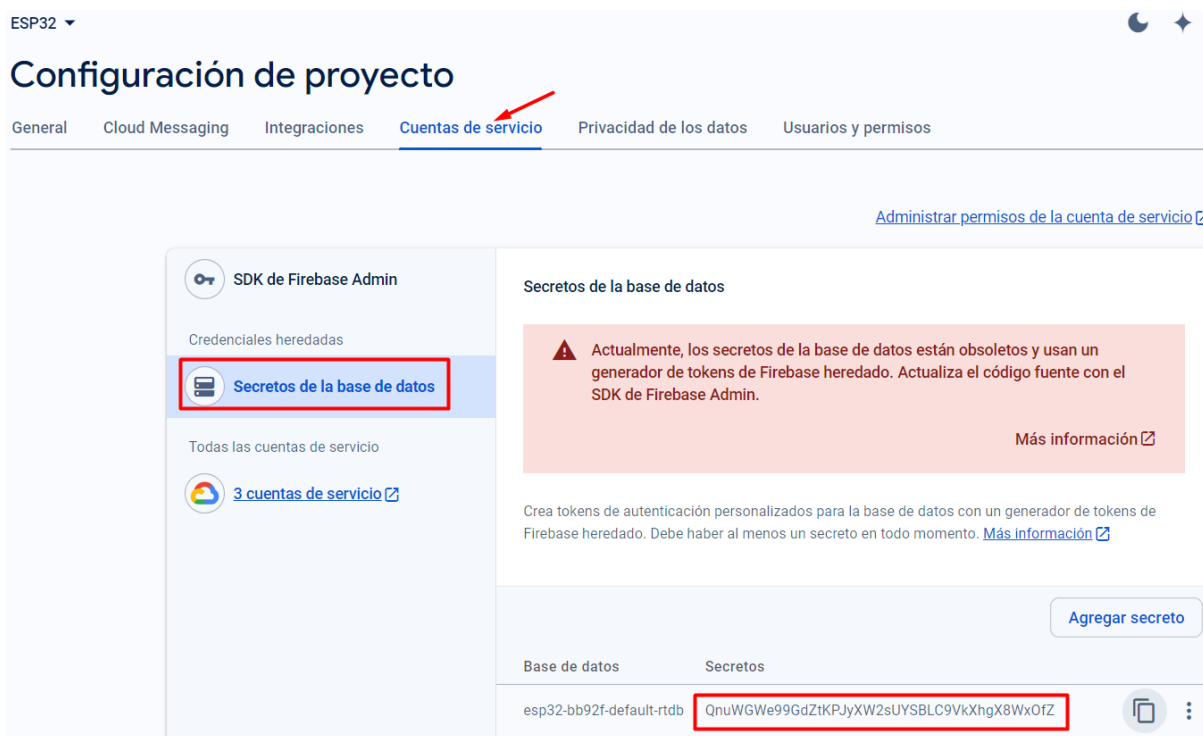 ESP32
Configuración de proyecto
General Cloud Messaging Integraciones Cuentas de servicio Privacidad de los datos Usuarios y permisos
Administrar permisos de la cuenta de servicio
SDK de Firebase Admin
Credenciales heredadas
Secretos de la base de datos
Todas las cuentas de servicio
3 cuentas de servicio
Secretos de la base de datos
Actualmente, los secretos de la base de datos están obsoletos y usan un
generador de tokens de Firebase heredado. Actualiza el código fuente con el
SDK de Firebase Admin.
Más información
Crea tokens de autenticación personalizados para la base de datos con un generador de tokens de
Firebase heredado. Debe haber al menos un secreto en todo momento. Más información
Agregar secreto
Base de datos Secretos
esp32-bb92f-default-rtdb QnuWGWe99GdZtKPJyXW2sUYSBLC9VkXhgX8WxOfZ